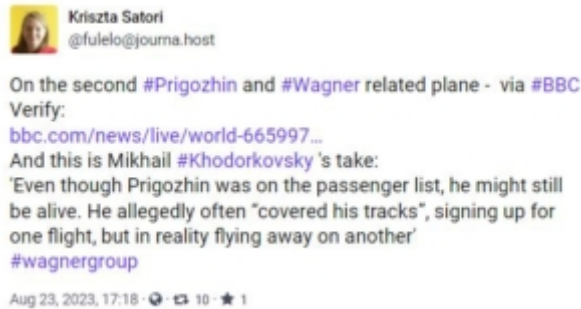 Kriszta Satori
@fulelo@journa.host
On the second #Prigozhin and #Wagner related plane - via #BBC
Verify:
bbc.com/news/live/world-665997...
And this is Mikhail #Khodorkovsky 's take:
'Even though Prigozhin was on the passenger list, he might still
be alive. He allegedly often “covered his tracks”, signing up for
one flight, but in reality flying away on another'
#wagnergroup
Aug 23, 2023, 17:18 · 10 · 1